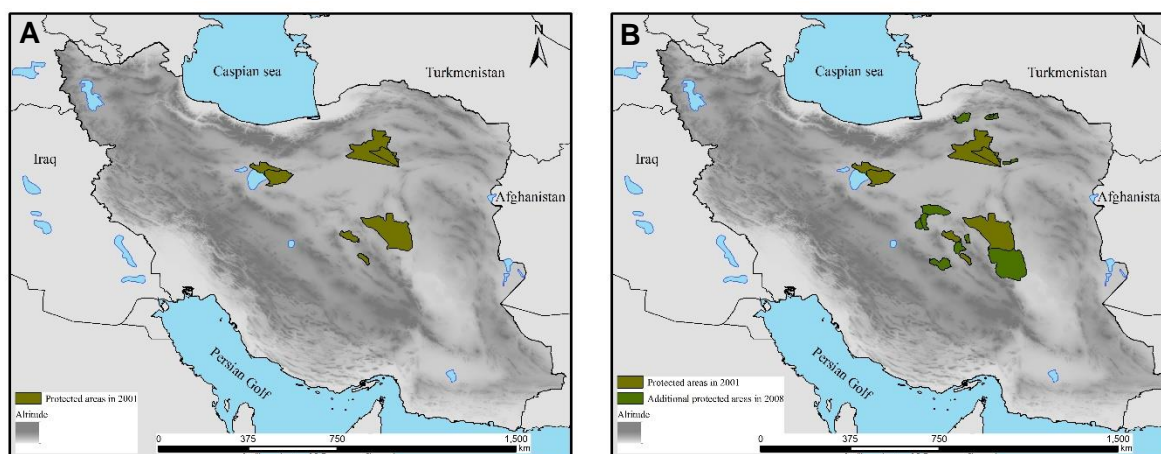 A
N
Caspian sea
Turkmenistan
Iraq
Afghanistan
Persian Golf
Protected areas in 2001
Altitude
0 375 750 1,500
km
B
N
Caspian sea
Turkmenistan
Iraq
Afghanistan
Persian Golf
Protected areas in 2001
Additional protected areas in 2008
Altitude
0 375 750 1,500
km